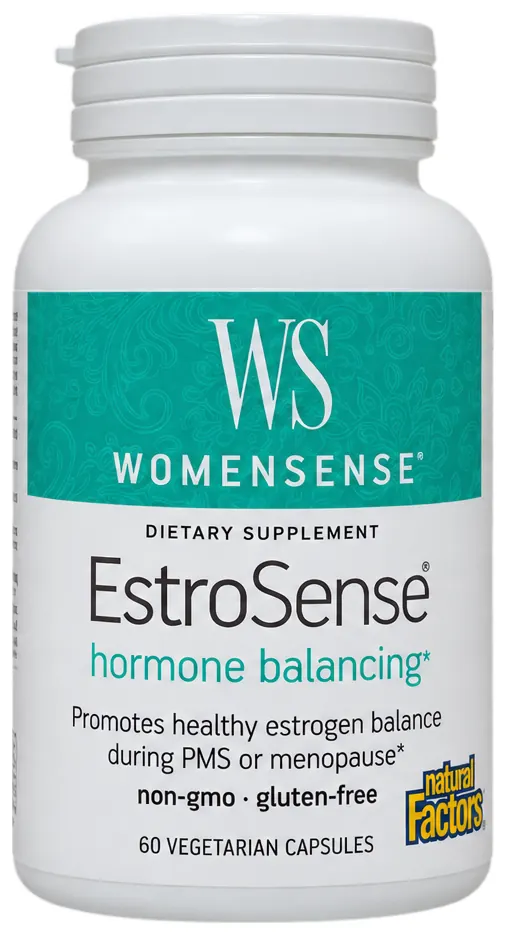 WS
WOMENSENSE®
DIETARY SUPPLEMENT
EstroSense®
hormone balancing*
Promotes healthy estrogen balance
during PMS or menopause*
non-gmo · gluten-free
natural
Factors
60 VEGETARIAN CAPSULES